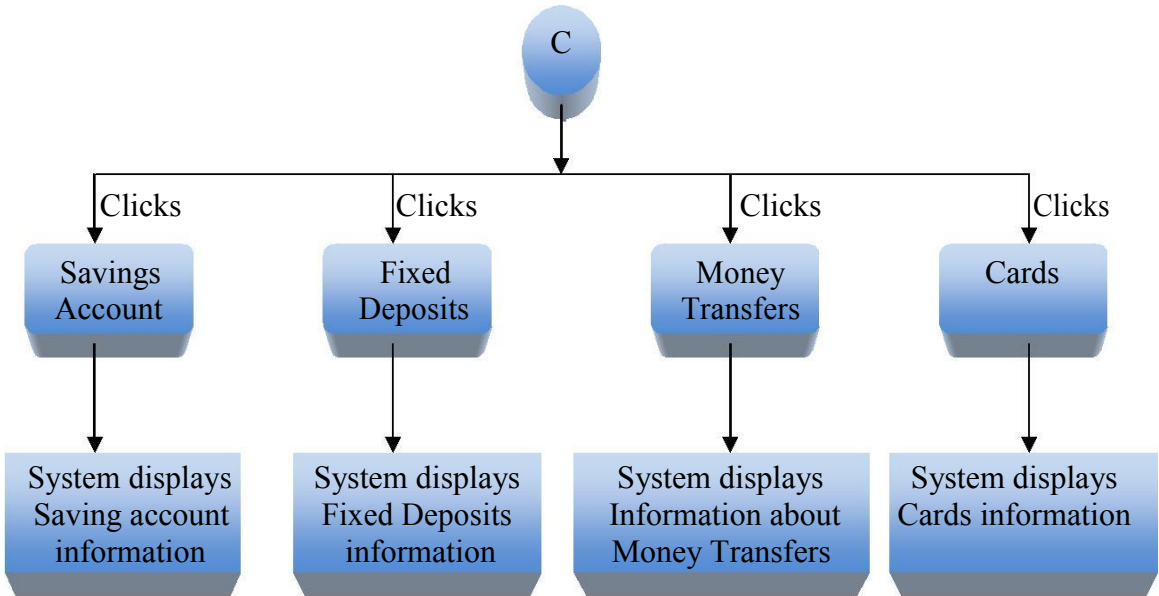 C
Clicks
Clicks
Clicks
Clicks
Savings
Account
Fixed
Deposits
Money
Transfers
Cards
System displays
Saving account
information
System displays
Fixed Deposits
information
System displays
Information about
Money Transfers
System displays
Cards information